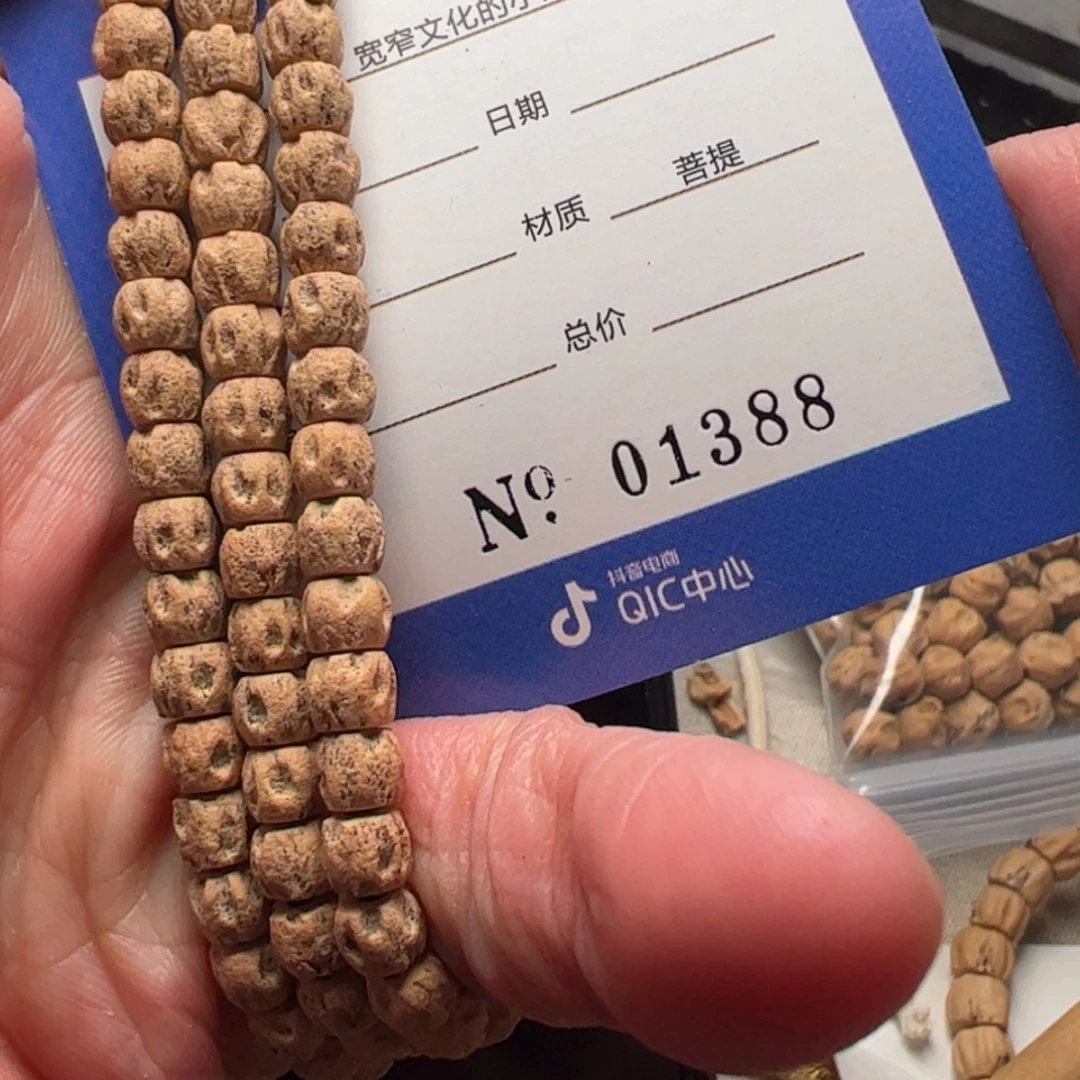 宽窄文化的小
日期
菩提
材质
总价
No. 01388
抖音电商
QIC中心